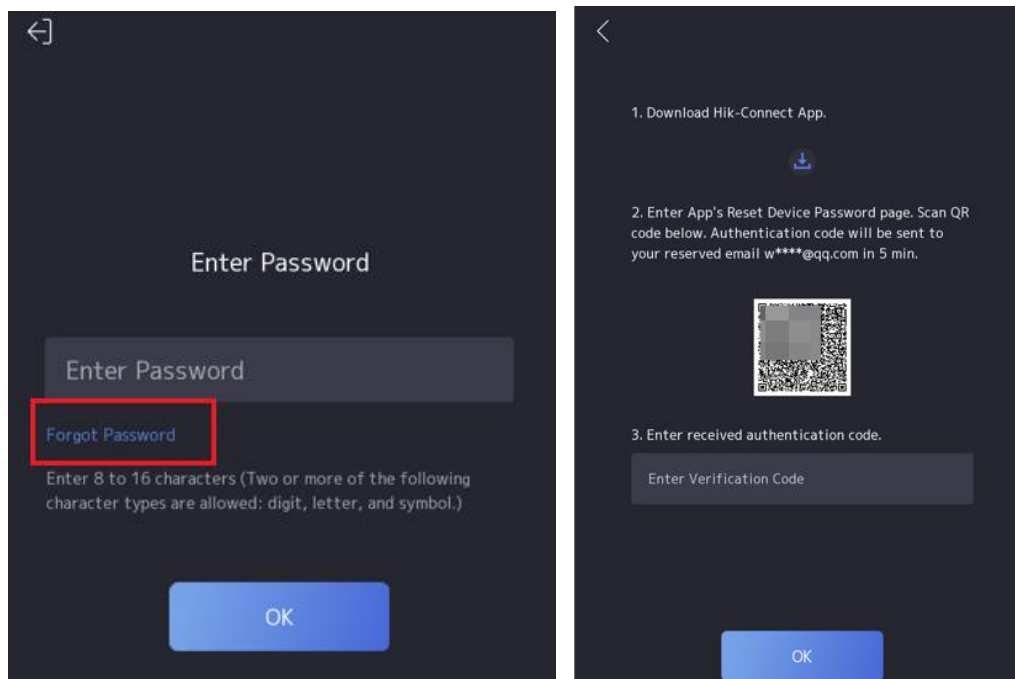 Enter Password
Enter Password
Forgot Password
Enter 8 to 16 characters (Two or more of the following
character types are allowed: digit, letter, and symbol.)
OK
1. Download Hik-Connect App.
2. Enter App's Reset Device Password page. Scan QR
code below. Authentication code will be sent to
your reserved email w****@qq.com in 5 min.
3. Enter received authentication code.
Enter Verification Code
OK